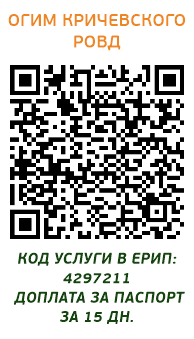 ОГИМ КРИЧЕВСКОГО
РОВД
КОД УСЛУГИ В ЕРИП:
4297211
ДОПЛАТА ЗА ПАСПОРТ
ЗА 15 ДН.